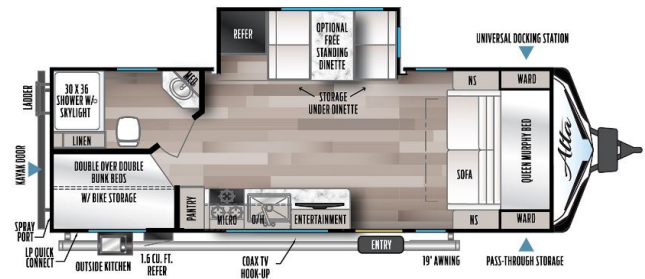 REFER
OPTIONAL
FREE
STANDING
DINETTE
STORAGE
UNDER DINETTE
UNIVERSAL DOCKING STATION
NS
WARD
MED
30 X 36
SHOWER W/
SKYLIGHT
LINEN
LADDER
KAYAK DOOR
DOUBLE OVER DOUBLE
BUNK BEDS
W/ BIKE STORAGE
PANTRY
MICRO
O/H
ENTERTAINMENT
SOFA
QUEEN MURPHY BED
Alta
NS
WARD
SPRAY
PORT
LP QUICK
CONNECT
OUTSIDE KITCHEN
1.6 CU. FT.
REFER
COAX TV
HOOK-UP
ENTRY
19' AWNING
PASS-THROUGH STORAGE